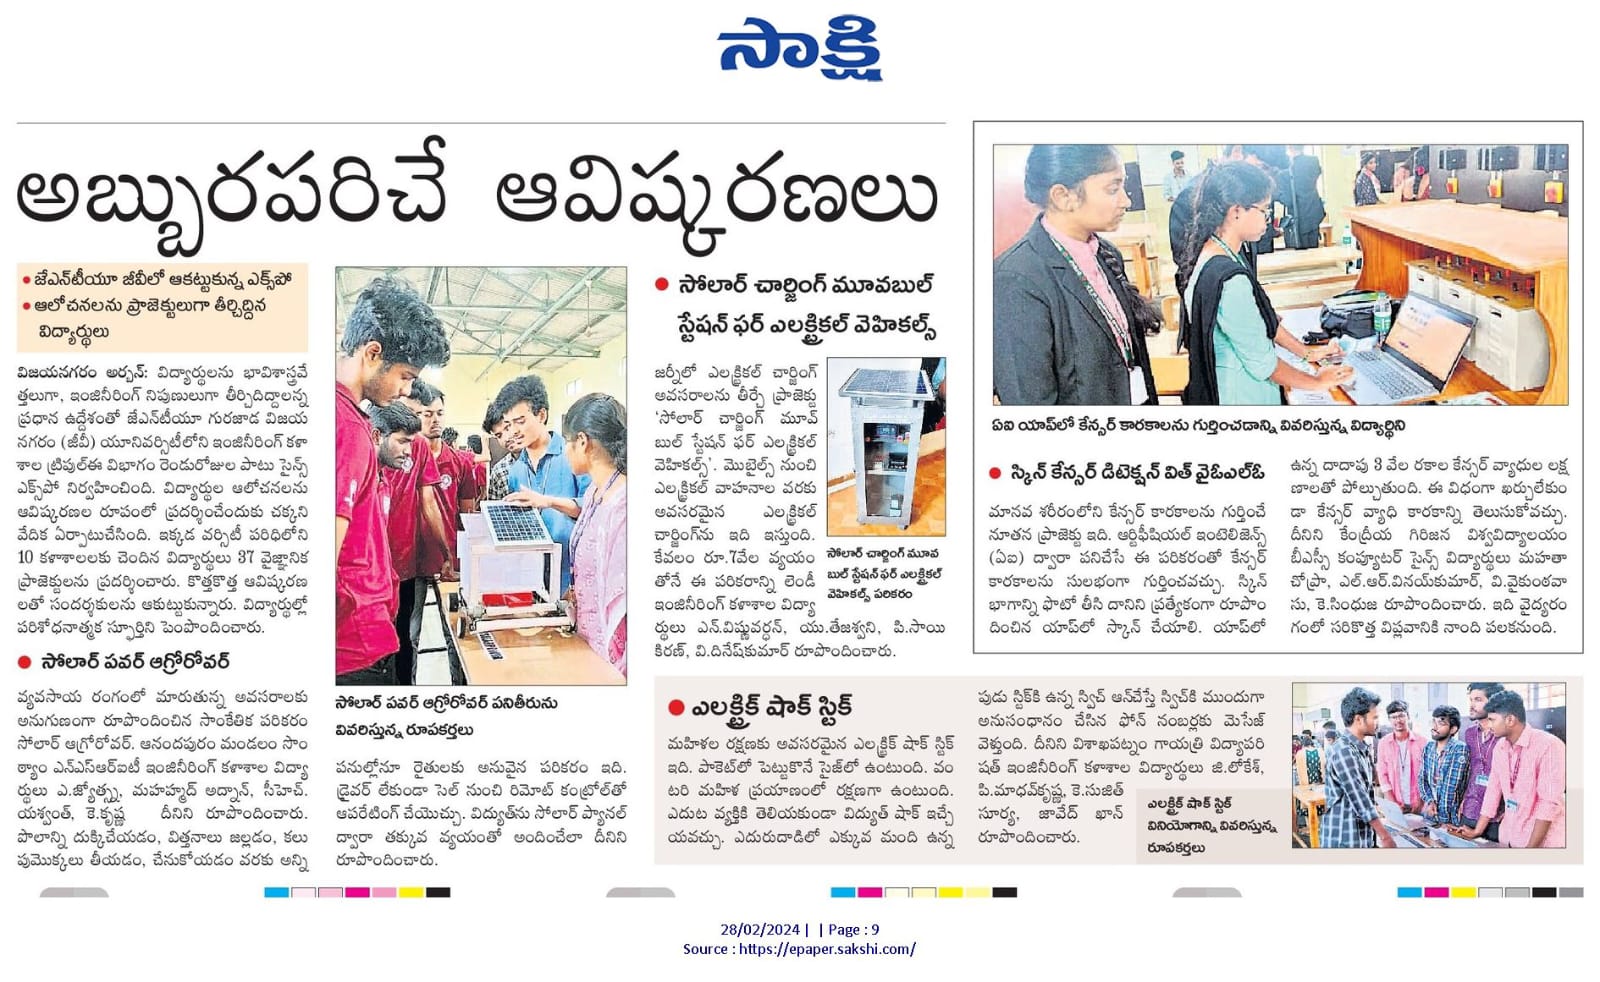 సాక్షి
అబ్బురపరిచే ఆవిష్కరణలు
• జేఎన్‌టీయూ జీవీలో ఆకట్టుకున్న ఎక్స్‌పో
• ఆలోచనలను ప్రాజెక్టులుగా తీర్చిద్దిన
విద్యార్థులు
విజయనగరం అర్బన్: విద్యార్థులను భావిశాస్త్రవే
త్తలుగా, ఇంజినీరింగ్ నిపుణులుగా తీర్చిదిద్దాలన్న
ప్రధాన ఉద్దేశంతో జేఎన్‌టీయూ గురజాడ విజయ
నగరం (జీవీ) యూనివర్సిటీలోని ఇంజినీరింగ్ కళా
శాల ట్రిపుల్ఈ విభాగం రెండురోజుల పాటు సైన్స్
ఎక్స్‌పో నిర్వహించింది. విద్యార్థుల ఆలోచనలను
ఆవిష్కరణల రూపంలో ప్రదర్శించేందుకు చక్కని
వేదిక ఏర్పాటుచేసింది. ఇక్కడ వర్సిటీ పరిధిలోని
10 కళాశాలలకు చెందిన విద్యార్థులు 37 వైజ్ఞానిక
ప్రాజెక్టులను ప్రదర్శించారు. కొత్తకొత్త ఆవిష్కరణ
లతో సందర్శకులను ఆకుట్టుకున్నారు. విద్యార్థుల్లో
పరిశోధనాత్మక స్ఫూర్తిని పెంపొందించారు.
• సోలార్ పవర్ ఆగ్రోరోవర్
వ్యవసాయ రంగంలో మారుతున్న అవసరాలకు
అనుగుణంగా రూపొందించిన సాంకేతిక పరికరం
సోలార్ ఆగ్రోరోవర్. ఆనందపురం మండలం సొం
ఠ్యాం ఎన్ఎస్ఆర్ఐటీ ఇంజినీరింగ్ కళాశాల విద్యా
ర్థులు ఎ.జ్యోత్స్న, మహహ్మద్ అద్నాన్, సీహెచ్.
యశ్వంత్, కె.కృష్ణ దీనిని రూపొందించారు.
పొలాన్ని దుక్కిచేయడం, విత్తనాలు జల్లడం, కలు
పుమొక్కలు తీయడం, చేనుకోయడం వరకు అన్ని
సోలార్ పవర్ ఆగ్రోరోవర్ పనితీరును
వివరిస్తున్న రూపకర్తలు
పనుల్లోనూ రైతులకు అనువైన పరికరం ఇది.
డ్రైవర్ లేకుండా సెల్ నుంచి రిమోట్ కంట్రోల్‌తో
ఆపరేటింగ్ చేయొచ్చు. విద్యుత్‌ను సోలార్ ప్యానల్
ద్వారా తక్కువ వ్యయంతో అందించేలా దీనిని
రూపొందించారు.
• సోలార్ చార్జింగ్ మూవబుల్
స్టేషన్ ఫర్ ఎలక్ట్రికల్ వెహికల్స్
జర్నీలో ఎలక్ట్రికల్ చార్జింగ్
అవసరాలను తీర్చే ప్రాజెక్టు
‘సోలార్ చార్జింగ్ మూవ్
బుల్ స్టేషన్ ఫర్ ఎలక్ట్రికల్
వెహికల్స్’. మొబైల్స్ నుంచి
ఎలక్ట్రికల్ వాహనాల వరకు
అవసరమైన ఎలక్ట్రికల్
చార్జింగ్‌ను ఇది ఇస్తుంది.
కేవలం రూ.7వేల వ్యయం
తోనే ఈ పరికరాన్ని లెండీ
ఇంజినీరింగ్ కళాశాల విద్యా
ర్థులు ఎన్.విష్ణువర్ధన్, యు.తేజశ్వని, పి.సాయి
కిరణ్, వి.దినేష్‌కుమార్ రూపొందించారు.
సోలార్ చార్జింగ్ మూవ
బుల్ స్టేషన్ ఫర్ ఎలక్ట్రికల్
వెహికల్స్ పరికరం
ఏఐ యాప్‌లో కేన్సర్ కారకాలను గుర్తించడాన్ని వివరిస్తున్న విద్యార్థిని
• స్కిన్ కేన్సర్ డిటెక్షన్ విత్ వైఓఎల్ఓ
మానవ శరీరంలోని కేన్సర్ కారకాలను గుర్తించే
నూతన ప్రాజెక్టు ఇది. ఆర్టిఫీషియల్ ఇంటెలిజెన్స్
(ఏఐ) ద్వారా పనిచేసే ఈ పరికరంతో కేన్సర్
కారకాలను సులభంగా గుర్తించవచ్చు. స్కిన్
భాగాన్ని ఫొటో తీసి దానిని ప్రత్యేకంగా రూపొం
దించిన యాప్‌లో స్కాన్ చేయాలి. యాప్‌లో
ఉన్న దాదాపు 3 వేల రకాల కేన్సర్ వ్యాధుల లక్ష
ణాలతో పోల్చుతుంది. ఈ విధంగా ఖర్చులేకుం
డా కేన్సర్ వ్యాధి కారకాన్ని తెలుసుకోవచ్చు.
దీనిని కేంద్రీయ గిరిజన విశ్వవిద్యాలయం
బీఎస్సీ కంప్యూటర్ సైన్స్ విద్యార్థులు మహతా
చోప్రా, ఎల్.ఆర్.వినయ్‌కుమార్, వి.వైకుంఠవా
సు, కె.సింధుజ రూపొందించారు. ఇది వైద్యరం
గంలో సరికొత్త విప్లవానికి నాంది పలకనుంది.
• ఎలక్ట్రిక్ షాక్ స్టిక్
మహిళల రక్షణకు అవసరమైన ఎలక్ట్రిక్ షాక్ స్టిక్
ఇది. పాకెట్‌లో పెట్టుకొనే సైజ్‌లో ఉంటుంది. వం
టరి మహిళ ప్రయాణంలో రక్షణగా ఉంటుంది.
ఎదుట వ్యక్తికి తెలియకుండా విద్యుత్ షాక్ ఇచ్చే
యవచ్చు. ఎదురుదాడిలో ఎక్కువ మంది ఉన్న
పుడు స్టిక్‌కి ఉన్న స్విచ్ ఆన్‌చేస్తే స్విచ్‌కి ముందుగా
అనుసంధానం చేసిన ఫోన్ నంబర్లకు మెసేజ్
వెళ్తుంది. దీనిని విశాఖపట్నం గాయత్రి విద్యాపరి
షత్ ఇంజినీరింగ్ కళాశాల విద్యార్థులు జి.లోకేశ్,
పి.మాధవ్‌కృష్ణ, కె.సుజిత్
సూర్య, జావేద్ ఖాన్
రూపొందించారు.
ఎలక్ట్రిక్ షాక్ స్టిక్
వినియోగాన్ని వివరిస్తున్న
రూపకర్తలు
28/02/2024 | | Page : 9
Source : https://epaper.sakshi.com/